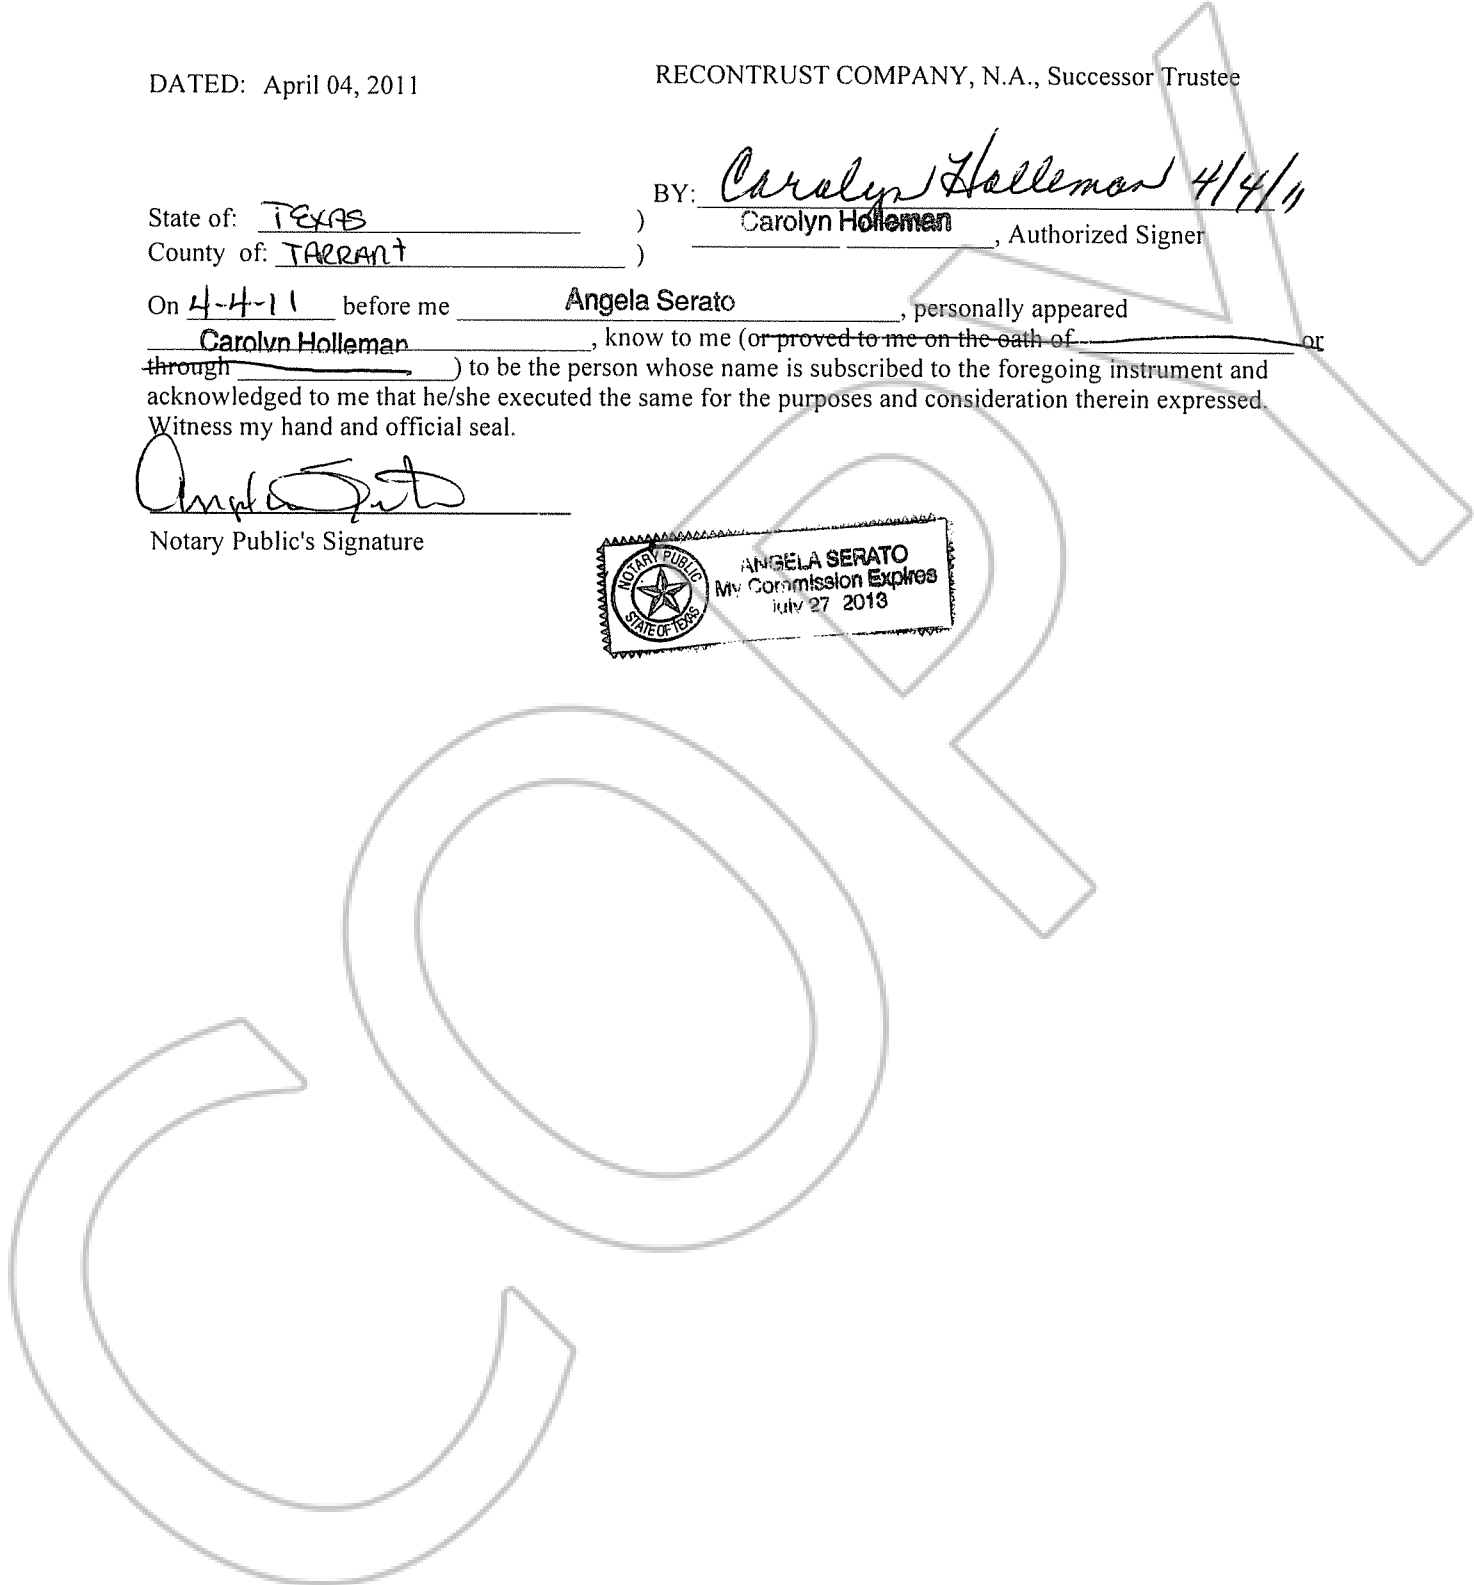 DATED: April 04, 2011
RECONTRUST COMPANY, N.A., Successor Trustee
BY: Carolyn Holleman 4/4/11
State of: TEXAS )
Carolyn Holleman, Authorized Signer
County of: TARRANT )
On 4-4-11 before me Angela Serato, personally appeared
Carolyn Holleman, know to me (or proved to me on the oath of or
through ) to be the person whose name is subscribed to the foregoing instrument and
acknowledged to me that he/she executed the same for the purposes and consideration therein expressed.
Witness my hand and official seal.
Angela Serato
Notary Public's Signature
NOTARY PUBLIC
STATE OF TEXAS
ANGELA SERATO
My Commission Expires
July 27 2013
COPY